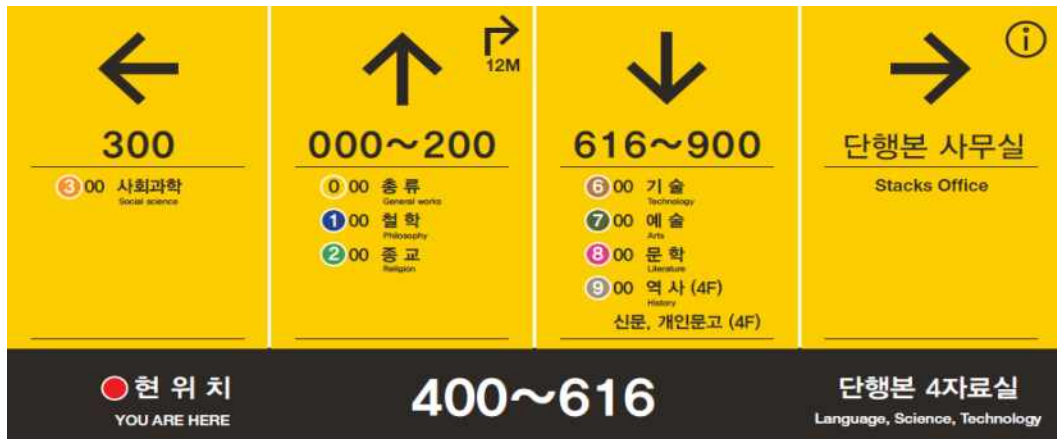 300
300 사회과학
Social science
12M
000～200
000 총류
General works
100 철학
Philosophy
200 종교
Religion
616～900
600 기술
Technology
700 예술
Arts
800 문학
Literature
900 역사 (4F)
History
신문, 개인문고 (4F)
i
단행본 사무실
Stacks Office
현 위 치
YOU ARE HERE
400～616
단행본 4자료실
Language, Science, Technology